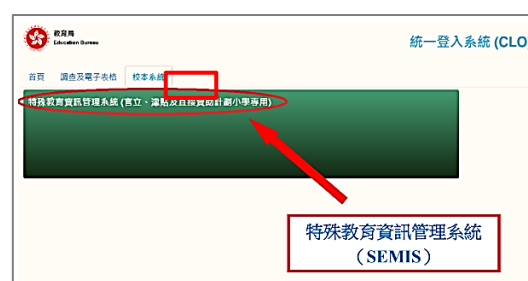 教育局
Education Bureau
統一登入系統 (CLO
首頁 調查及電子表格 校本系統
特殊教育資訊管理系統 (官立、津貼及直接資助計劃小學專用)
特殊教育資訊管理系統
(SEMIS)